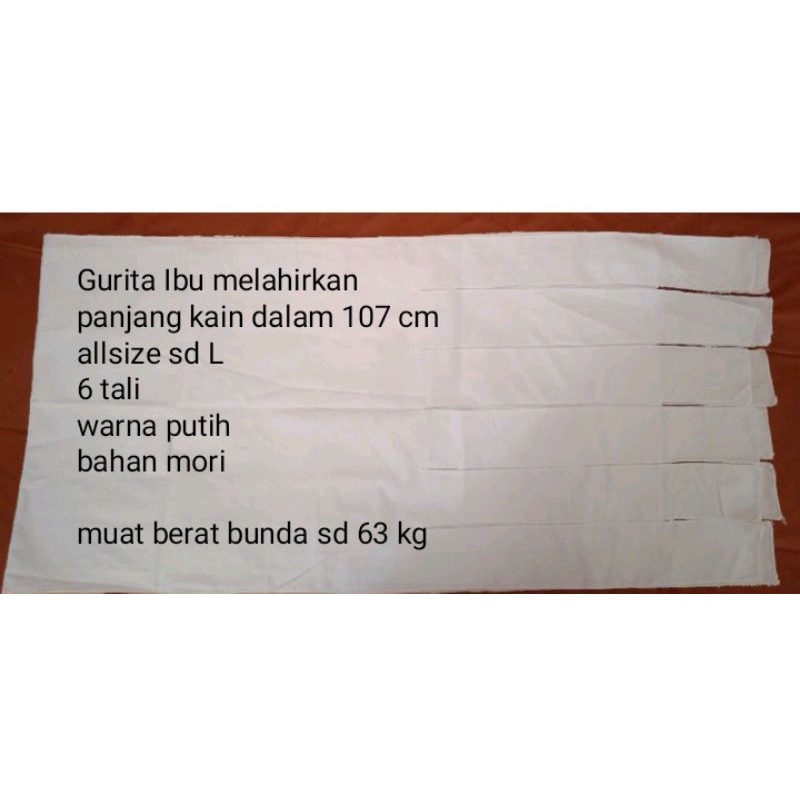 Gurita Ibu melahirkan
panjang kain dalam 107 cm
allsize sd L
6 tali
warna putih
bahan mori
muat berat bunda sd 63 kg